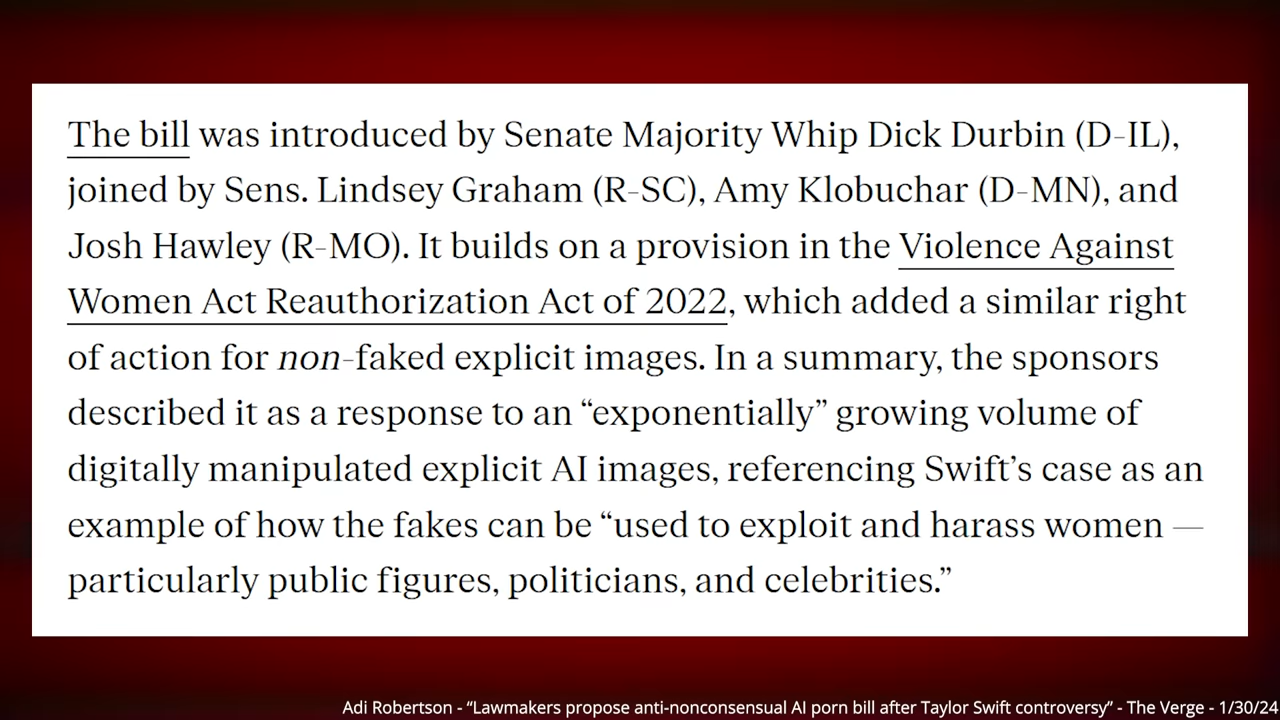 The bill was introduced by Senate Majority Whip Dick Durbin (D-IL),
joined by Sens. Lindsey Graham (R-SC), Amy Klobuchar (D-MN), and
Josh Hawley (R-MO). It builds on a provision in the Violence Against
Women Act Reauthorization Act of 2022, which added a similar right
of action for non-faked explicit images. In a summary, the sponsors
described it as a response to an “exponentially” growing volume of
digitally manipulated explicit AI images, referencing Swift’s case as an
example of how the fakes can be “used to exploit and harass women —
particularly public figures, politicians, and celebrities.”
Adi Robertson - “Lawmakers propose anti-nonconsensual AI porn bill after Taylor Swift controversy” - The Verge - 1/30/24